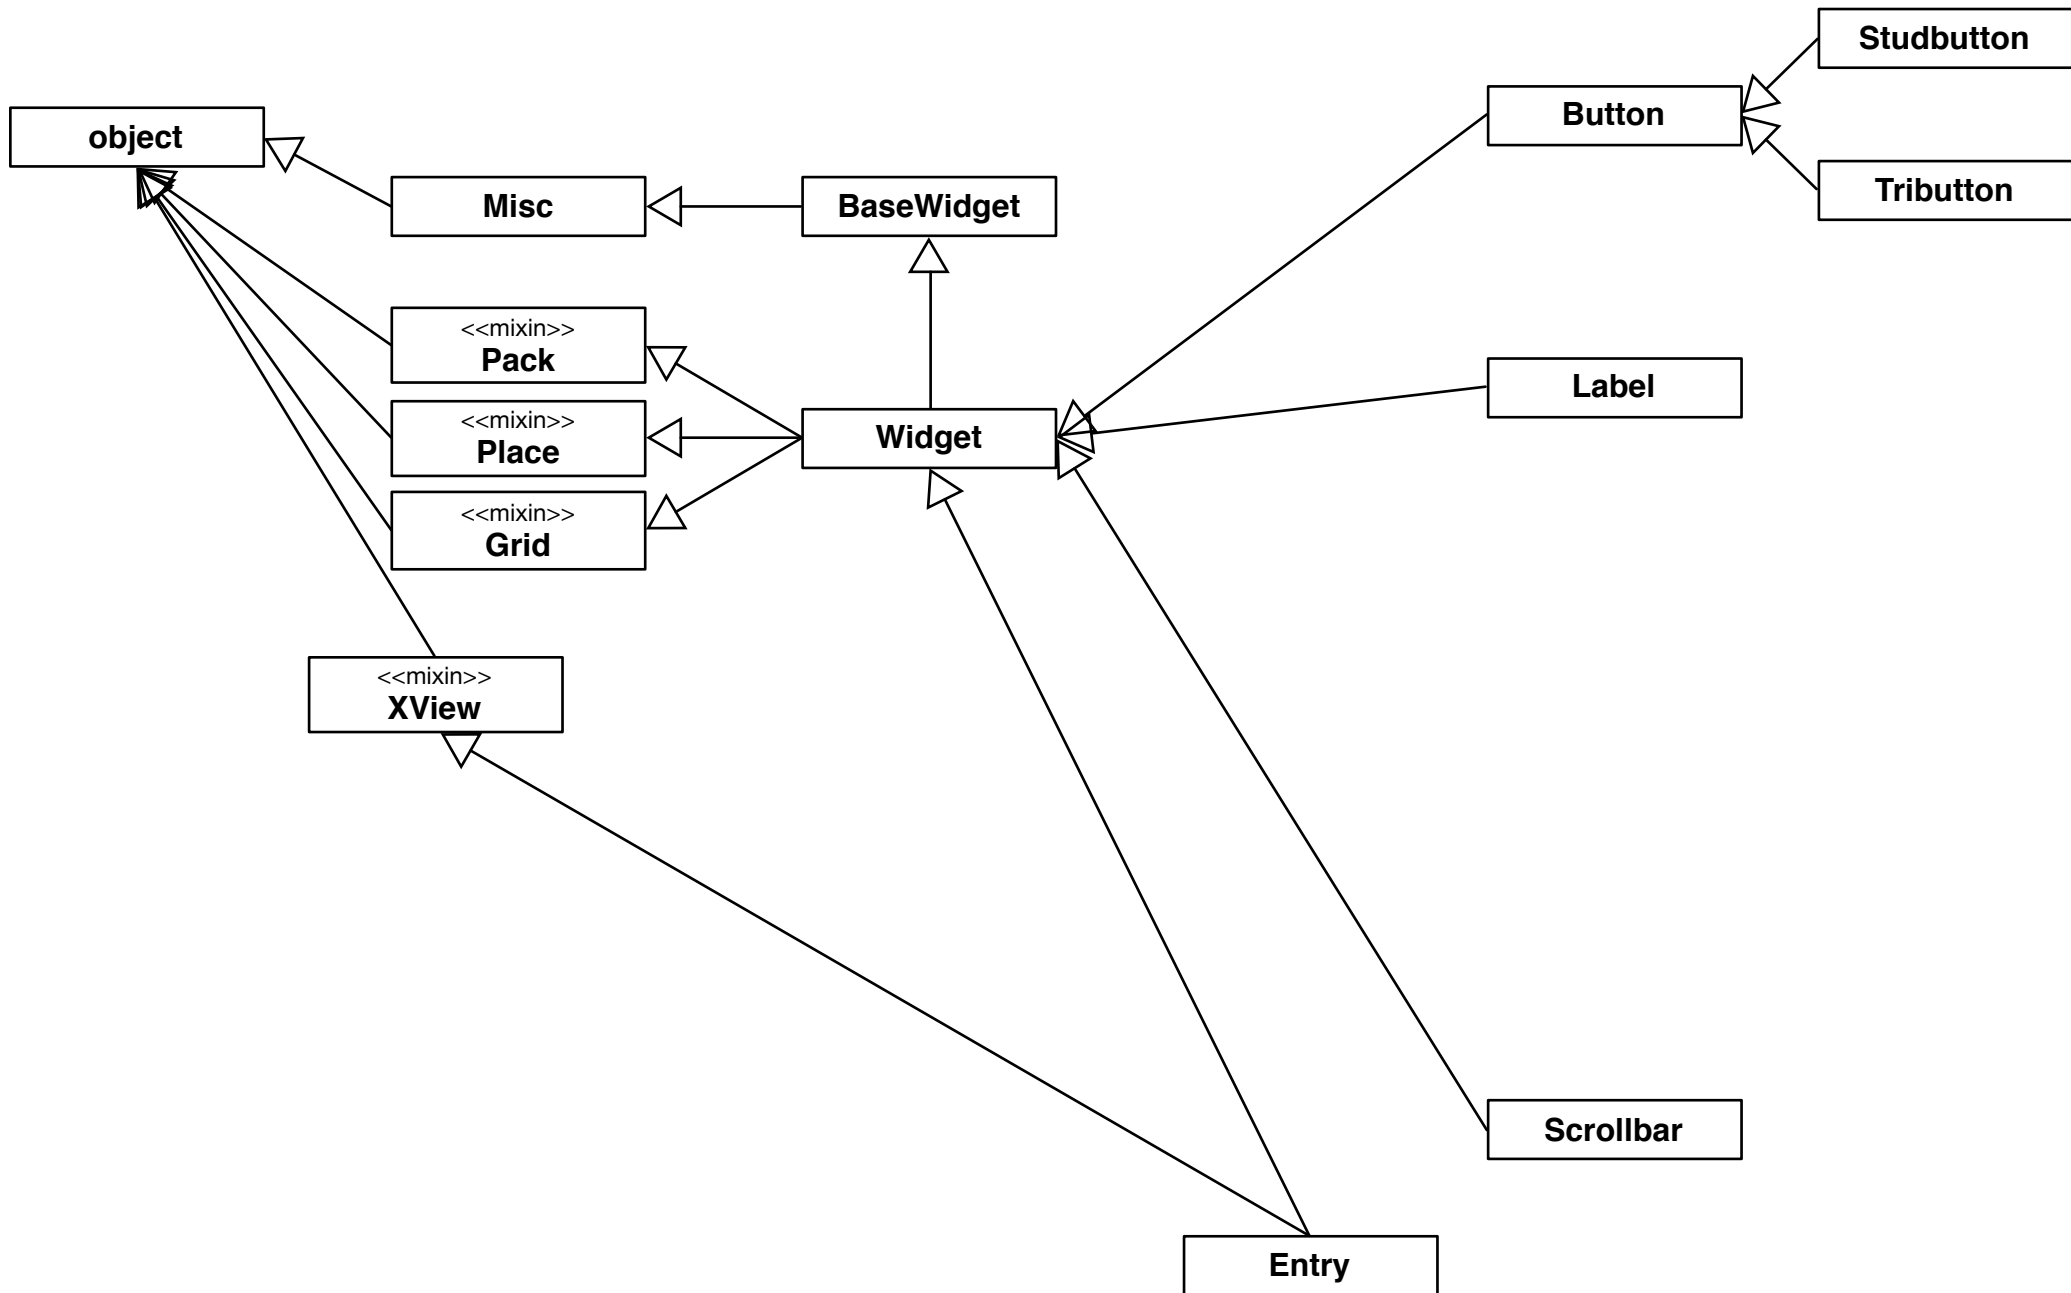 Studbutton
Button
object
Tributton
Misc
BaseWidget
<<mixin>>
Pack
Label
<<mixin>>
Place
Widget
<<mixin>>
Grid
<<mixin>>
XView
Scrollbar
Entry